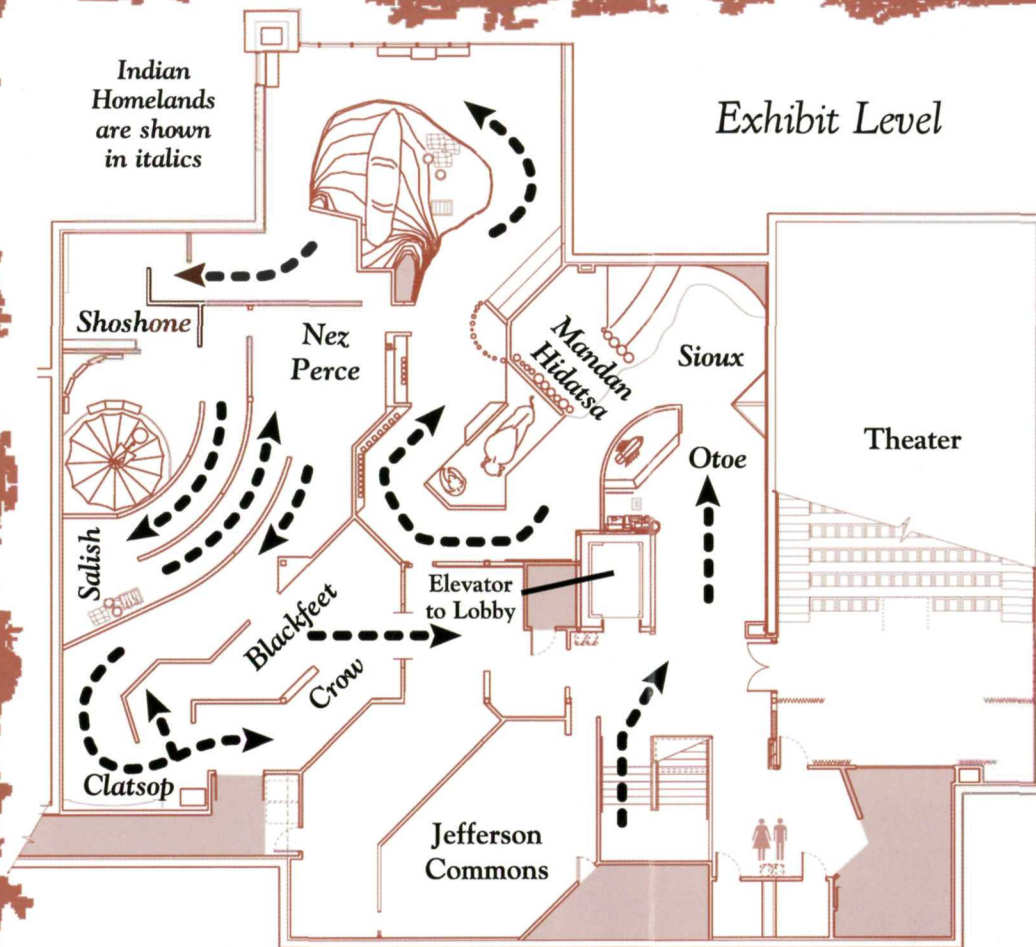 Indian
Homelands
are shown
in italics
Exhibit Level
Shoshone
Nez
Perce
Mandan
Hidatsa
Sioux
Otoe
Theater
Salish
Elevator
to Lobby
Blackfeet
Crow
Clatsop
Jefferson
Commons